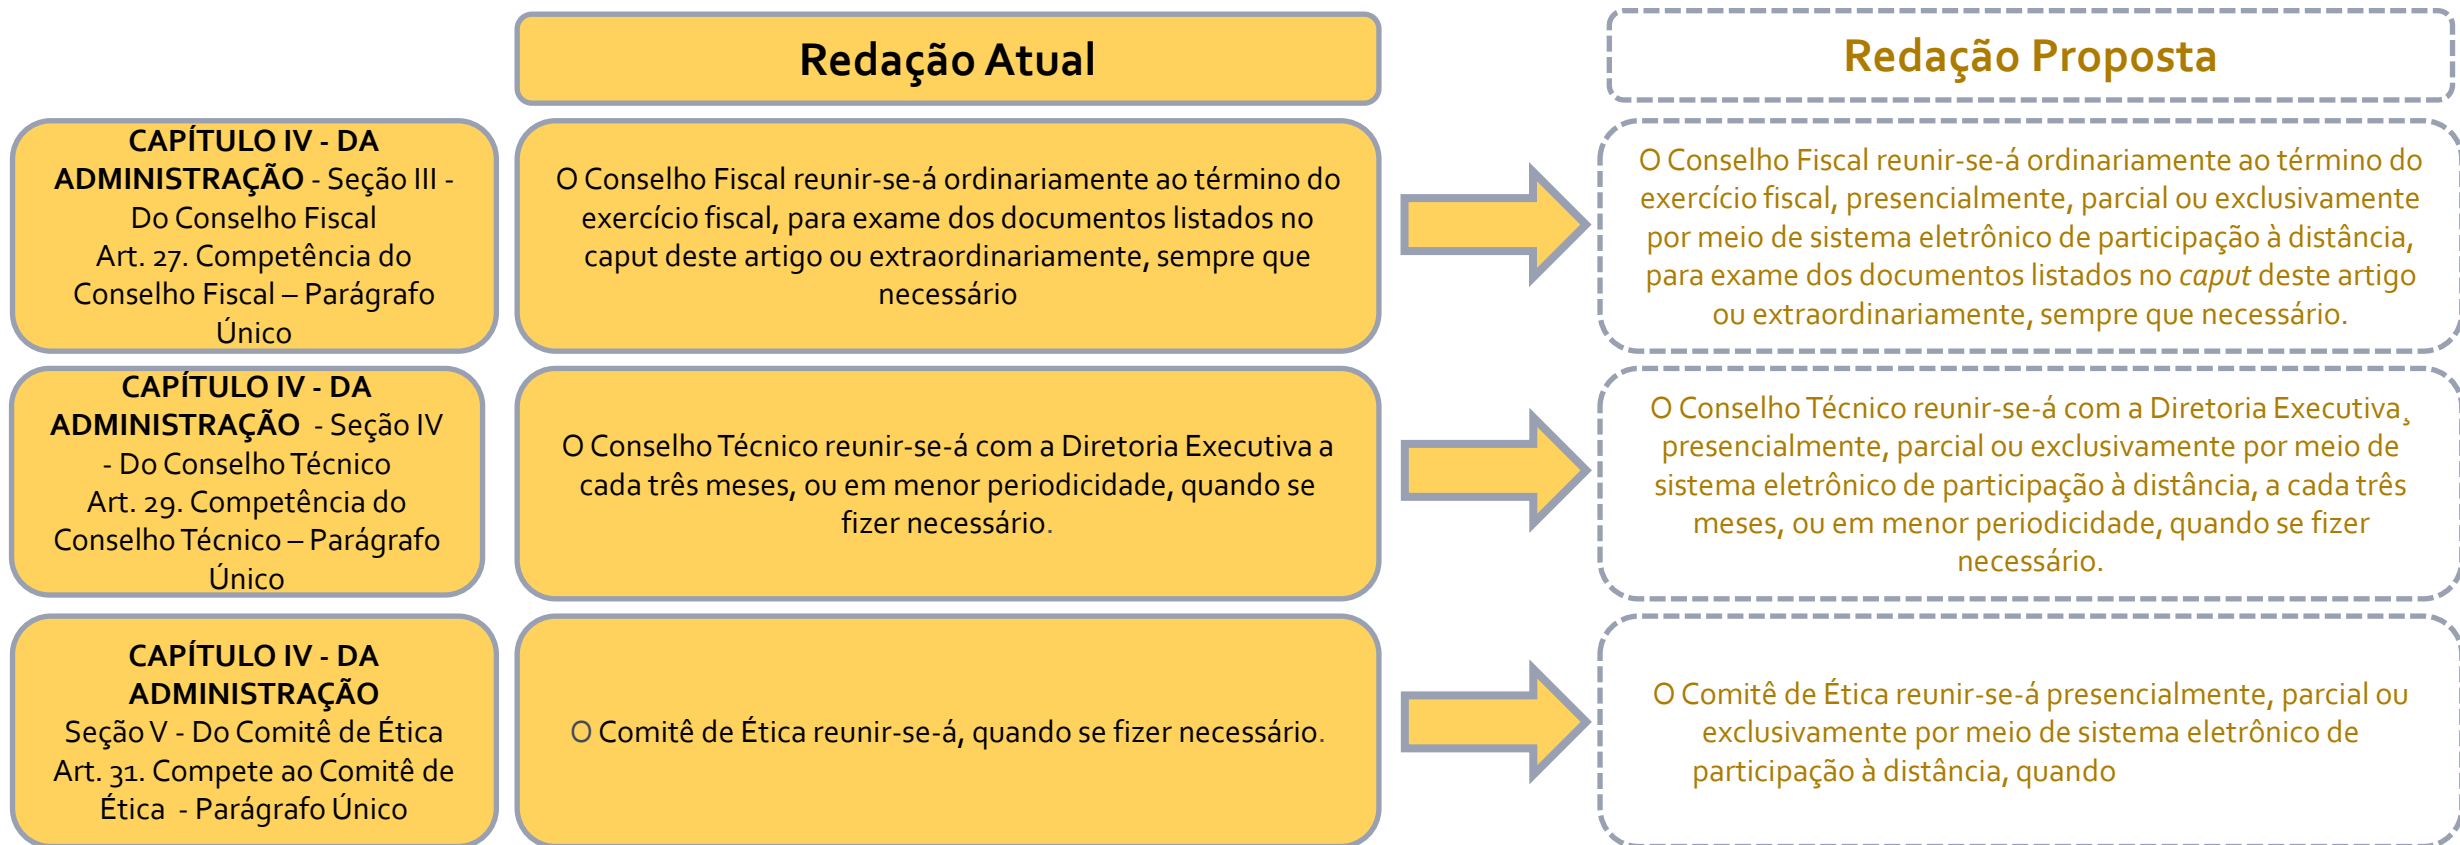 Redação Atual
Redação Proposta
CAPÍTULO IV - DA
ADMINISTRAÇÃO - Seção III -
Do Conselho Fiscal
Art. 27. Competência do
Conselho Fiscal – Parágrafo
Único
O Conselho Fiscal reunir-se-á ordinariamente ao término do
exercício fiscal, para exame dos documentos listados no
caput deste artigo ou extraordinariamente, sempre que
necessário
O Conselho Fiscal reunir-se-á ordinariamente ao término do
exercício fiscal, presencialmente, parcial ou exclusivamente
por meio de sistema eletrônico de participação à distância,
para exame dos documentos listados no caput deste artigo
ou extraordinariamente, sempre que necessário.
CAPÍTULO IV - DA
ADMINISTRAÇÃO - Seção IV
- Do Conselho Técnico
Art. 29. Competência do
Conselho Técnico – Parágrafo
Único
O Conselho Técnico reunir-se-á com a Diretoria Executiva a
cada três meses, ou em menor periodicidade, quando se
fizer necessário.
O Conselho Técnico reunir-se-á com a Diretoria Executiva¸
presencialmente, parcial ou exclusivamente por meio de
sistema eletrônico de participação à distância, a cada três
meses, ou em menor periodicidade, quando se fizer
necessário.
CAPÍTULO IV - DA
ADMINISTRAÇÃO
Seção V - Do Comitê de Ética
Art. 31. Compete ao Comitê de
Ética - Parágrafo Único
O Comitê de Ética reunir-se-á, quando se fizer necessário.
O Comitê de Ética reunir-se-á presencialmente, parcial ou
exclusivamente por meio de sistema eletrônico de
participação à distância, quando